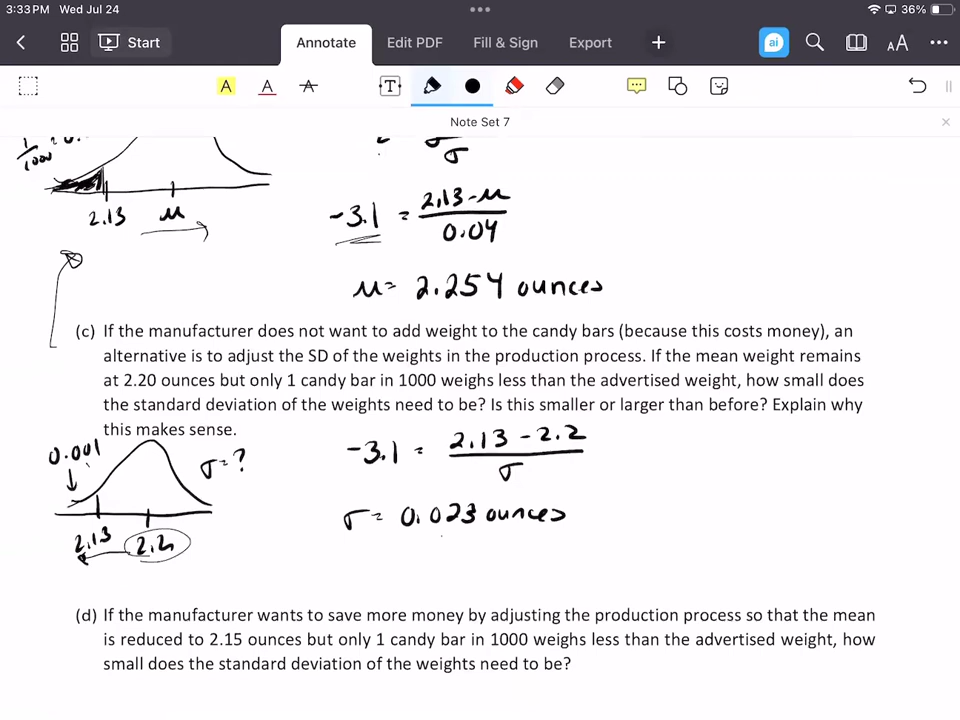 3:33 PM Wed Jul 24
36%
Start
Annotate
Edit PDF
Fill & Sign
Export
+
ai
AA
A A A T
Note Set 7
1/1000
σ
2.13 μ
-3.1 = 2.13-μ / 0.04
μ= 2.254 ounces
(c) If the manufacturer does not want to add weight to the candy bars (because this costs money), an
alternative is to adjust the SD of the weights in the production process. If the mean weight remains
at 2.20 ounces but only 1 candy bar in 1000 weighs less than the advertised weight, how small does
the standard deviation of the weights need to be? Is this smaller or larger than before? Explain why
this makes sense.
0.001
σ=?
-3.1 = 2.13-2.2 / σ
2.13 2.2
σ= 0.023 ounces
(d) If the manufacturer wants to save more money by adjusting the production process so that the mean
is reduced to 2.15 ounces but only 1 candy bar in 1000 weighs less than the advertised weight, how
small does the standard deviation of the weights need to be?